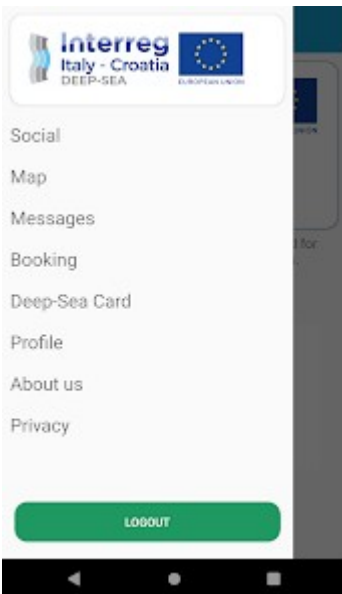 Interreg
Italy - Croatia
DEEP-SEA
EUROPEAN UNION
Social
Map
Messages
Booking
Deep-Sea Card
Profile
About us
Privacy
LOGOUT
for